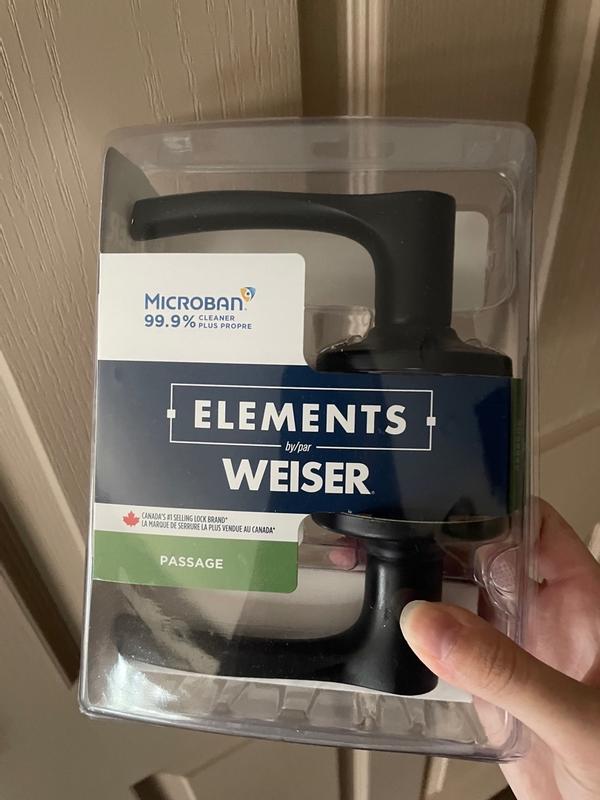 MICROBAN
99.9% CLEANER
PLUS PROPRE
ELEMENTS
by/par
WEISER
CANADA'S #1 SELLING LOCK BRAND*
LA MARQUE DE SERRURE LA PLUS VENDUE AU CANADA*
PASSAGE